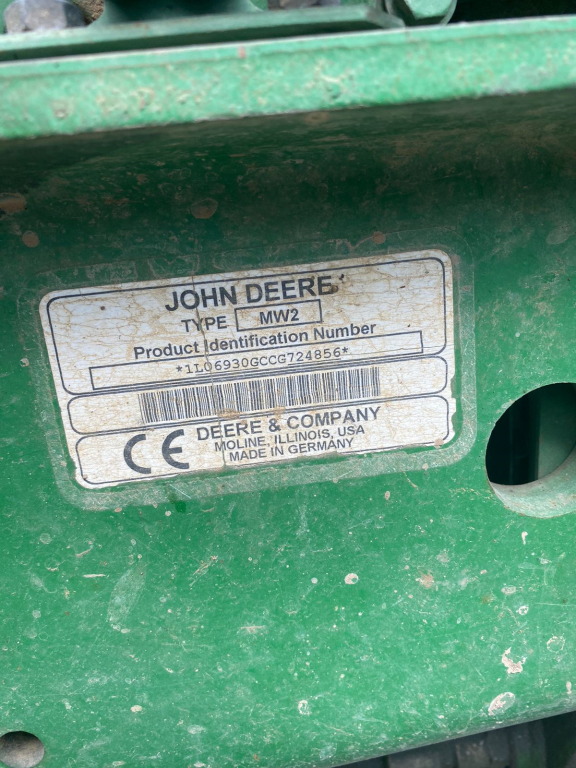 JOHN DEERE
TYPE MW2
Product Identification Number
*1L06930GCCG724856*
CE DEERE & COMPANY
MOLINE, ILLINOIS, USA
MADE IN GERMANY